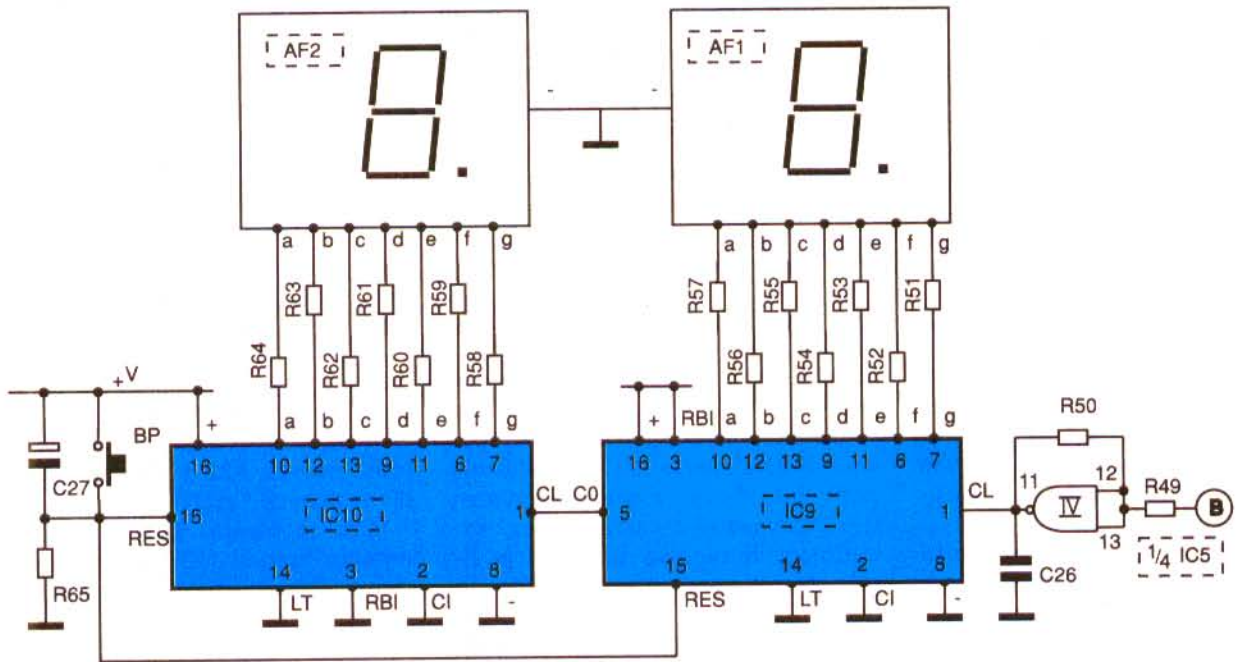 AF2
AF1
- -
a b c d e f g
a b c d e f g
R64 R63 R62 R61 R60 R59 R58
R57 R56 R55 R54 R53 R52 R51
+V
BP
C27
+ a b c d e f g
+ RBI a b c d e f g
16 10 12 13 9 11 6 7
16 3 10 12 13 9 11 6 7
R50
15
RES
IC10
1
CL C0
5
IC9
1
CL
11
IV
12
13
R49
B
1/4 IC5
14 3 2 8
15 14 2 8
C26
R65
LT RBI CI -
RES LT CI -